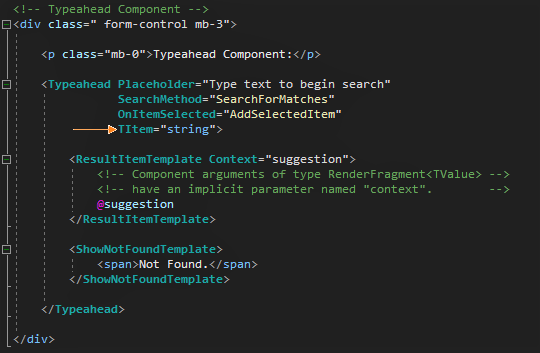 <!-- Typeahead Component -->
<div class=" form-control mb-3">
<p class="mb-0">Typeahead Component:</p>
<Typeahead Placeholder="Type text to begin search"
SearchMethod="SearchForMatches"
OnItemSelected="AddSelectedItem"
TItem="string">
<ResultItemTemplate Context="suggestion">
<!-- Component arguments of type RenderFragment<TValue> -->
<!-- have an implicit parameter named "context". -->
@suggestion
</ResultItemTemplate>
<ShowNotFoundTemplate>
<span>Not Found.</span>
</ShowNotFoundTemplate>
</Typeahead>
</div>